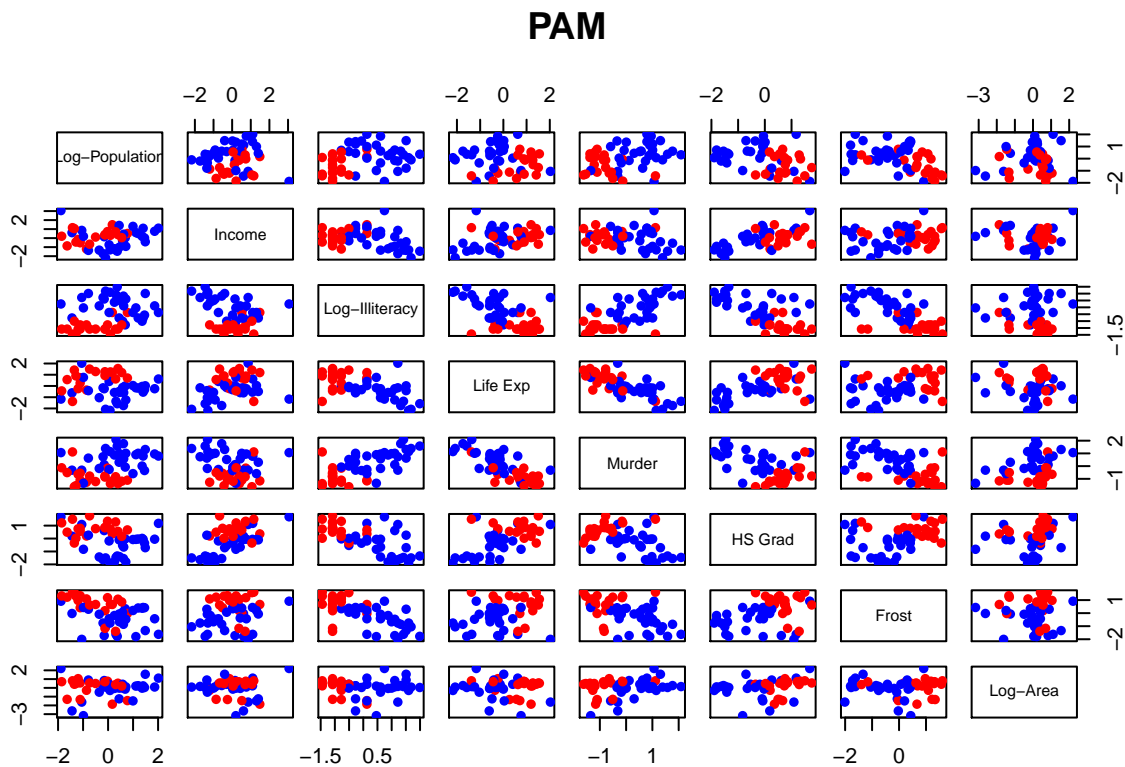 PAM
−2 0 2 −2 0 2 0 −3 0 2
Log−Population
1
−2
2
Income
−2
Log−Illiteracy
−1.5
2
Life Exp
−2
Murder
2
−1
1
HS Grad
−2
Frost
1
−2
2
Log−Area
−3
−2 0 2 −1.5 0.5 −1 1 −2 0